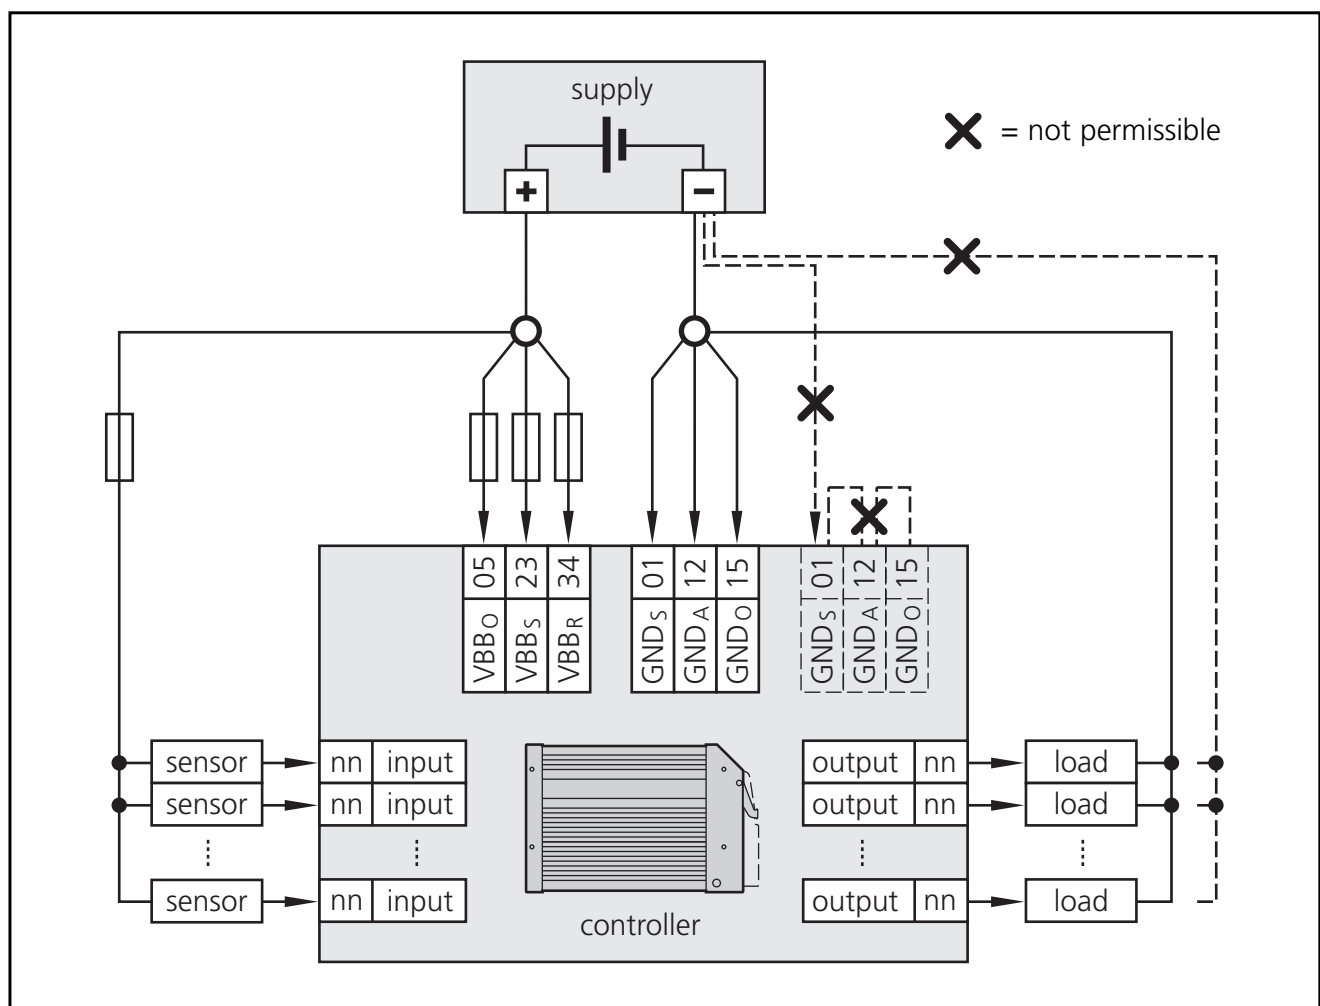 supply
= not permissible
+
−
05 23 34
VBBO VBBS VBBR
01 12 15
GNDS GNDA GNDO
01 12 15
GNDS GNDA GNDO
sensor nn input
sensor nn input
sensor nn input
output nn load
output nn load
output nn load
controller